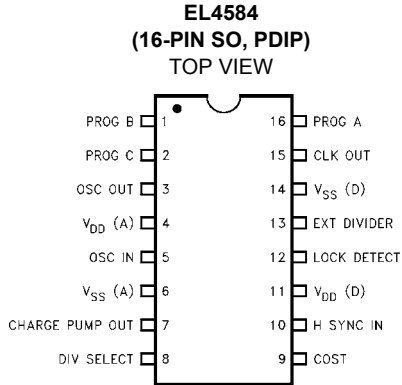 EL4584
(16-PIN SO, PDIP)
TOP VIEW
PROG B 1 16 PROG A
PROG C 2 15 CLK OUT
OSC OUT 3 14 VSS (D)
VDD (A) 4 13 EXT DIVIDER
OSC IN 5 12 LOCK DETECT
VSS (A) 6 11 VDD (D)
CHARGE PUMP OUT 7 10 H SYNC IN
DIV SELECT 8 9 COST